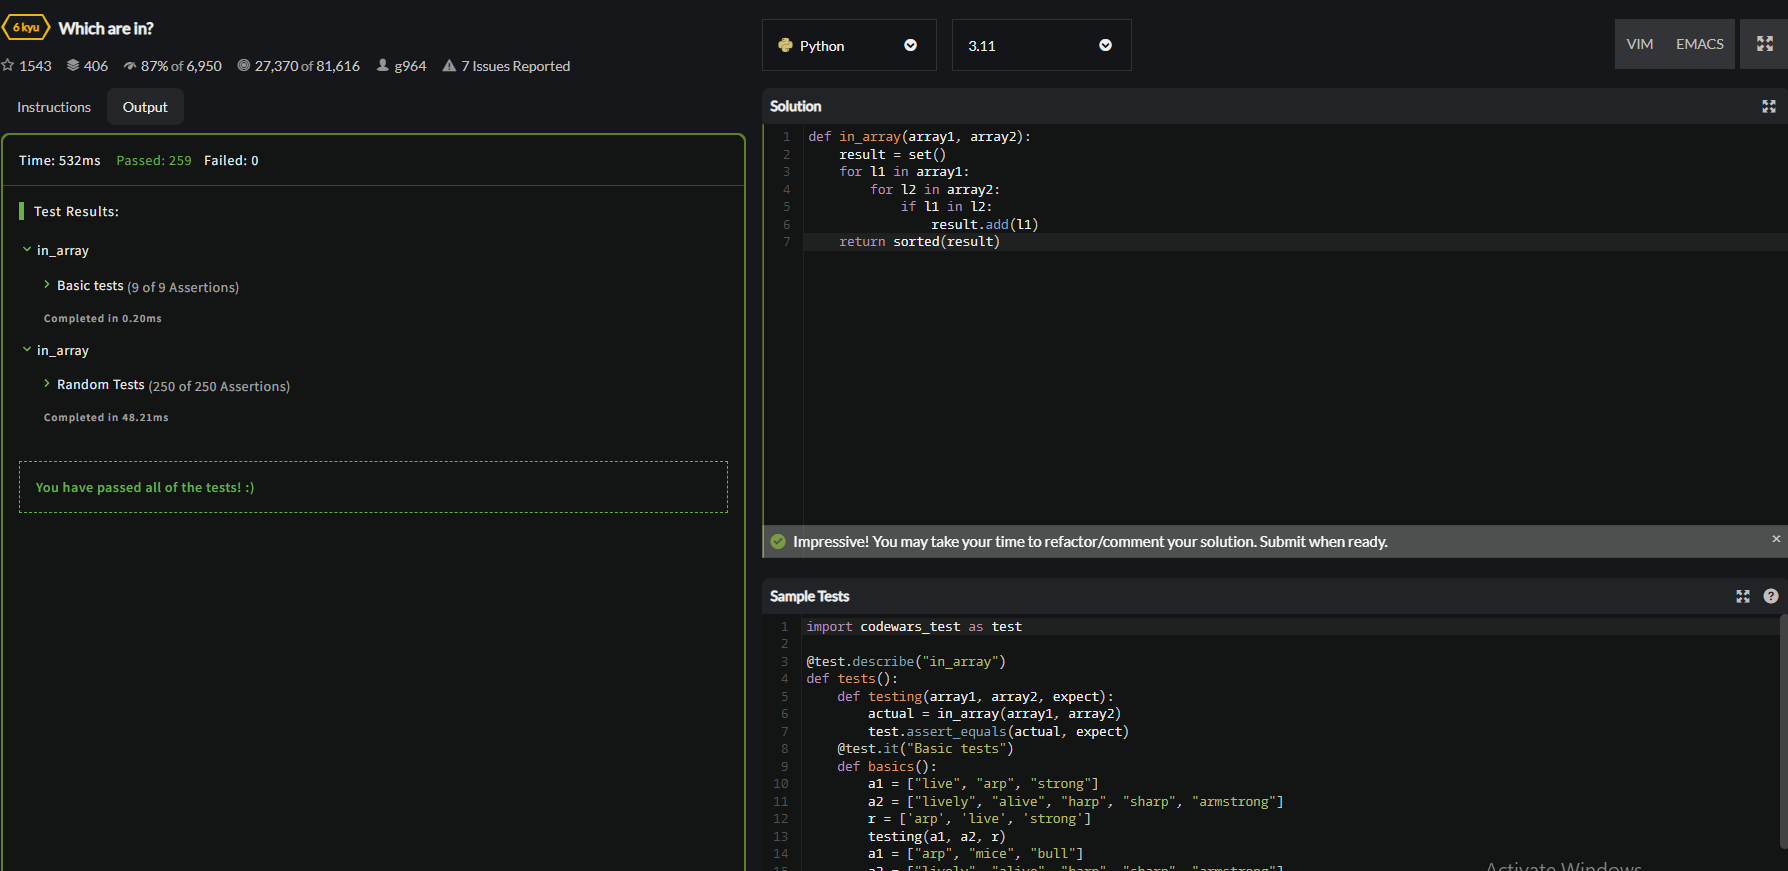 6 kyu Which are in?
1543 406 87% of 6,950 27,370 of 81,616 g964 7 Issues Reported
Instructions Output
Time: 532ms Passed: 259 Failed: 0
Test Results:
in_array
Basic tests (9 of 9 Assertions)
Completed in 0.20ms
in_array
Random Tests (250 of 250 Assertions)
Completed in 48.21ms
You have passed all of the tests! :)
Python 3.11 VIM EMACS
Solution
1 def in_array(array1, array2):
2     result = set()
3     for l1 in array1:
4         for l2 in array2:
5             if l1 in l2:
6                 result.add(l1)
7     return sorted(result)
Impressive! You may take your time to refactor/comment your solution. Submit when ready. ×
Sample Tests ?
1 import codewars_test as test
2
3 @test.describe("in_array")
4 def tests():
5     def testing(array1, array2, expect):
6         actual = in_array(array1, array2)
7         test.assert_equals(actual, expect)
8     @test.it("Basic tests")
9     def basics():
10         a1 = ["live", "arp", "strong"]
11         a2 = ["lively", "alive", "harp", "sharp", "armstrong"]
12         r = ['arp', 'live', 'strong']
13         testing(a1, a2, r)
14         a1 = ["arp", "mice", "bull"]
15         a2 = ["lively", "alive", "harp", "sharp", "armstrong"]
Activate Windows